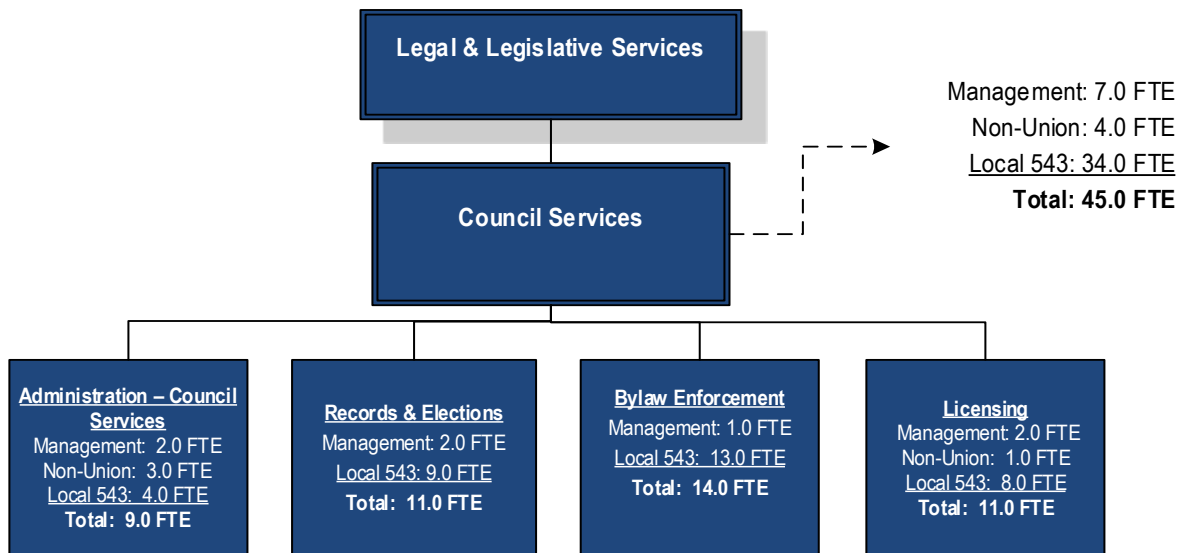 Legal & Legislative Services
Management: 7.0 FTE
Non-Union: 4.0 FTE
Local 543: 34.0 FTE
Total: 45.0 FTE
Council Services
Administration – Council
Services
Management: 2.0 FTE
Non-Union: 3.0 FTE
Local 543: 4.0 FTE
Total: 9.0 FTE
Records & Elections
Management: 2.0 FTE
Local 543: 9.0 FTE
Total: 11.0 FTE
Bylaw Enforcement
Management: 1.0 FTE
Local 543: 13.0 FTE
Total: 14.0 FTE
Licensing
Management: 2.0 FTE
Non-Union: 1.0 FTE
Local 543: 8.0 FTE
Total: 11.0 FTE